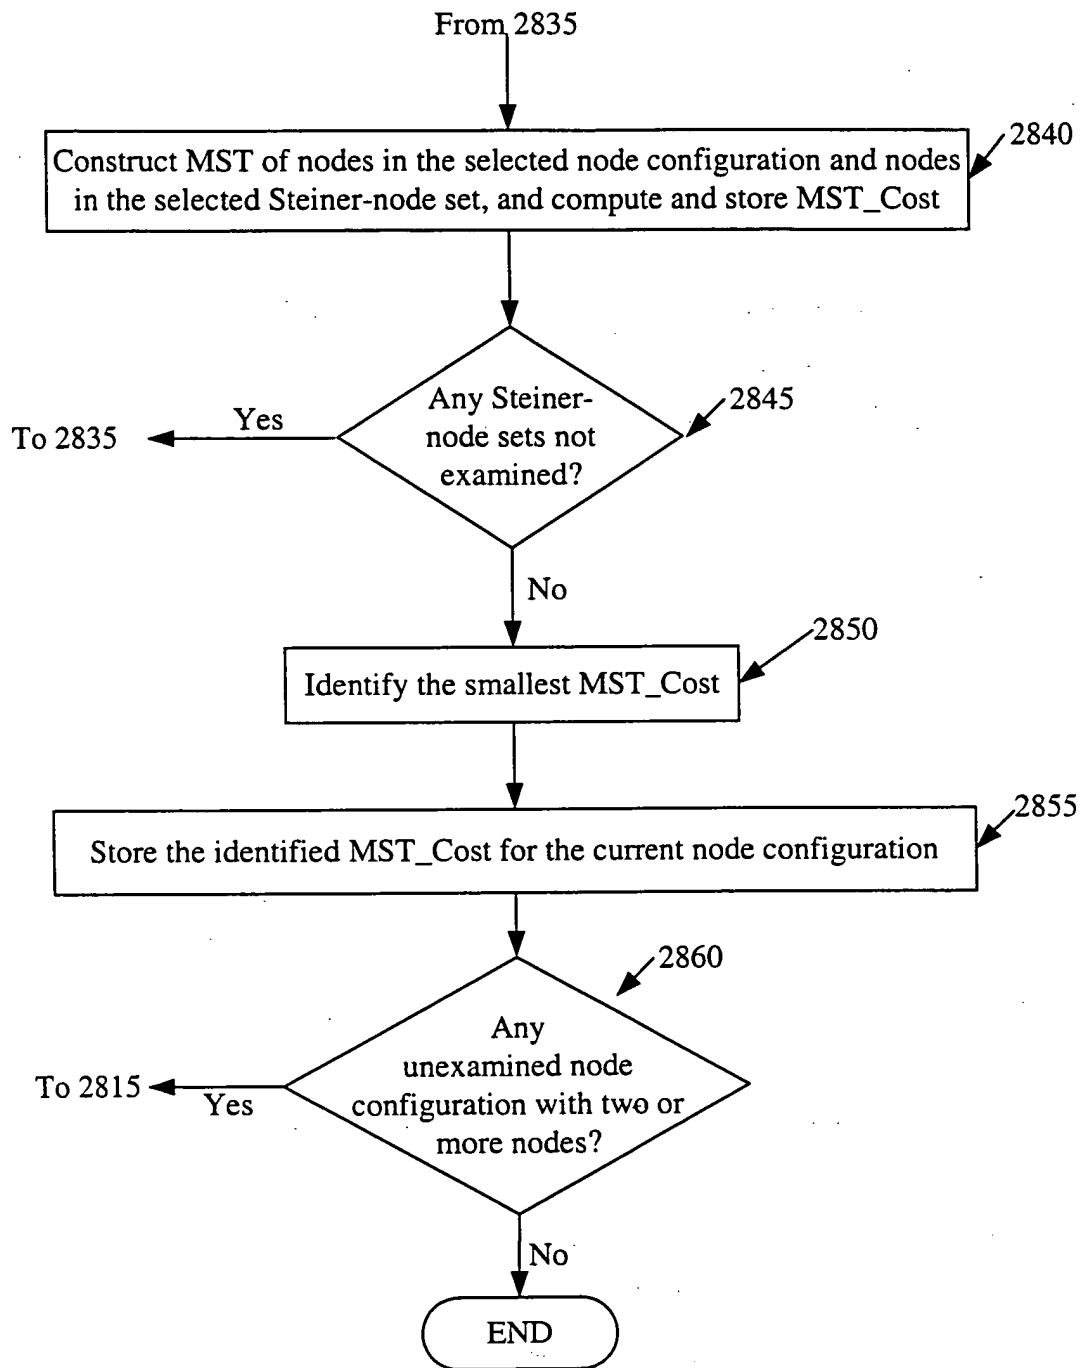 From 2835
2840
Construct MST of nodes in the selected node configuration and nodes
in the selected Steiner-node set, and compute and store MST_Cost
2845
Any Steiner-
node sets not
examined?
Yes
To 2835
No
2850
Identify the smallest MST_Cost
2855
Store the identified MST_Cost for the current node configuration
2860
Any
unexamined node
configuration with two or
more nodes?
To 2815
Yes
No
END